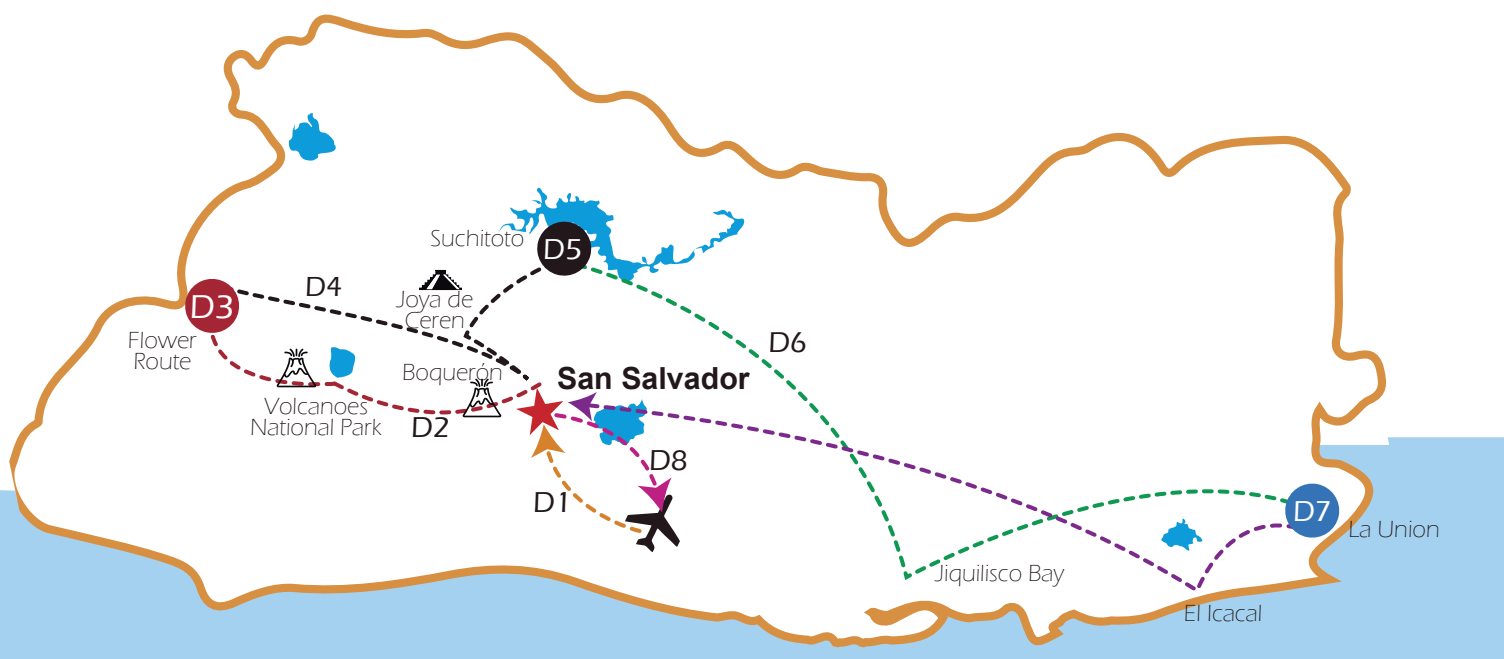 Suchitoto
D5
D3
D4
Joya de
Ceren
Flower
Route
D6
Boquerón
San Salvador
Volcanoes
National Park
D2
D8
D1
D7
La Union
Jiquilisco Bay
El Icacal